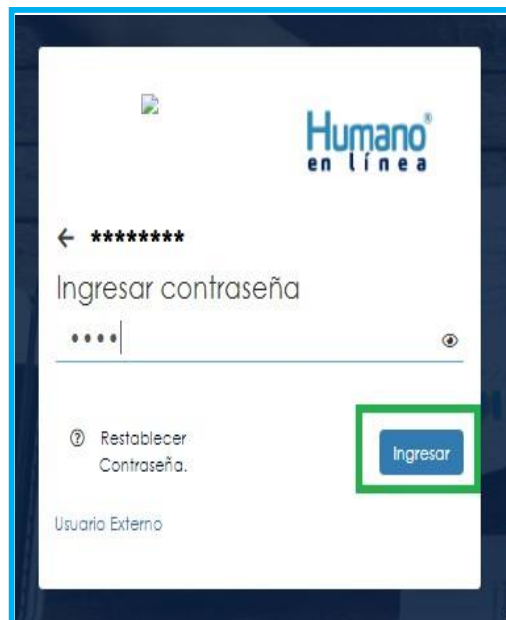 Humano®
en línea
← ********
Ingresar contraseña
••••
Restablecer
Contraseña.
Ingresar
Usuario Externo